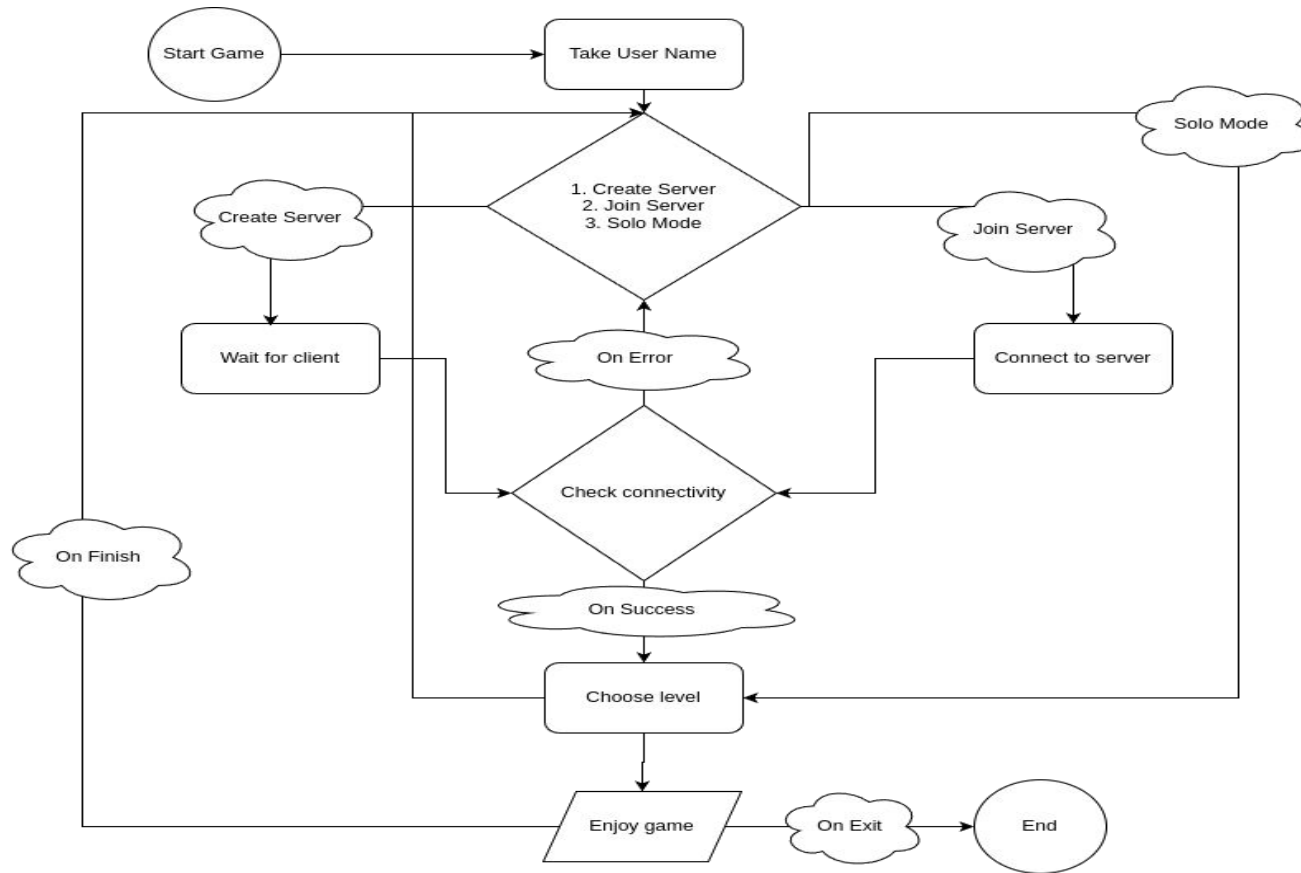 Start Game
Take User Name
Solo Mode
1. Create Server
2. Join Server
3. Solo Mode
Create Server
Join Server
Wait for client
On Error
Connect to server
Check connectivity
On Finish
On Success
Choose level
Enjoy game
On Exit
End